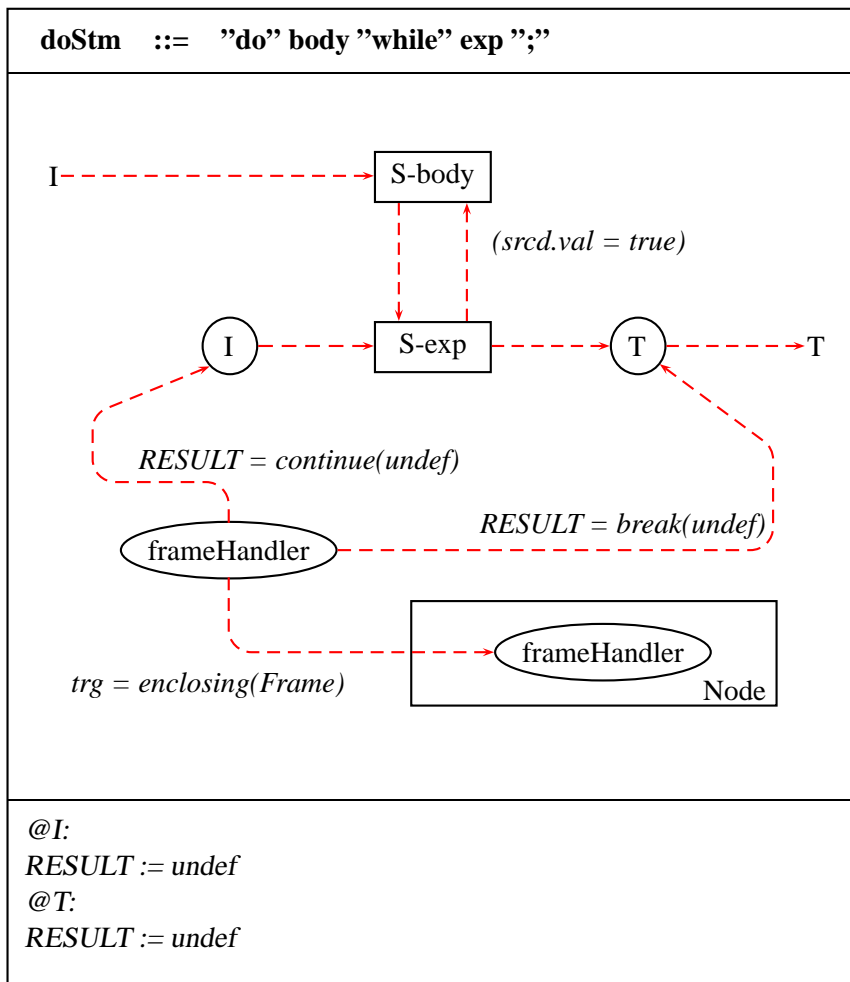 doStm ::= ”do” body ”while” exp ”;”
I
S-body
(srcd.val = true)
I
S-exp
T
T
RESULT = continue(undef)
RESULT = break(undef)
frameHandler
frameHandler
trg = enclosing(Frame)
Node
@I:
RESULT := undef
@T:
RESULT := undef